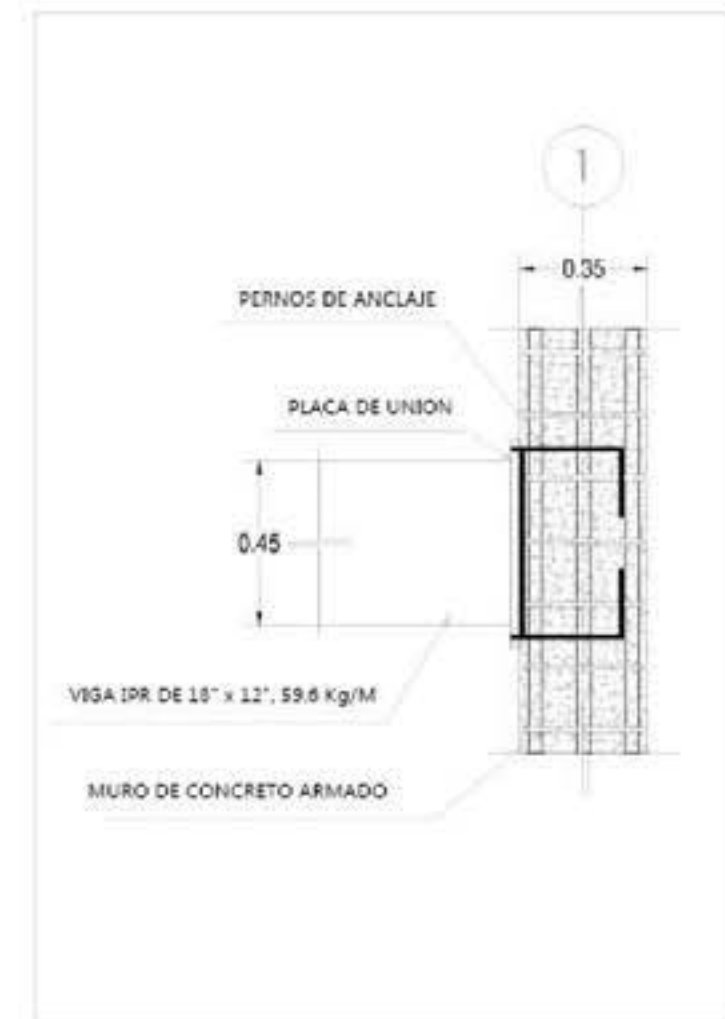 1
0.35
PERNOS DE ANCLAJE
PLACA DE UNION
0.45
VIGA IPR DE 18" x 12", 59.6 Kg/M
MURO DE CONCRETO ARMADO